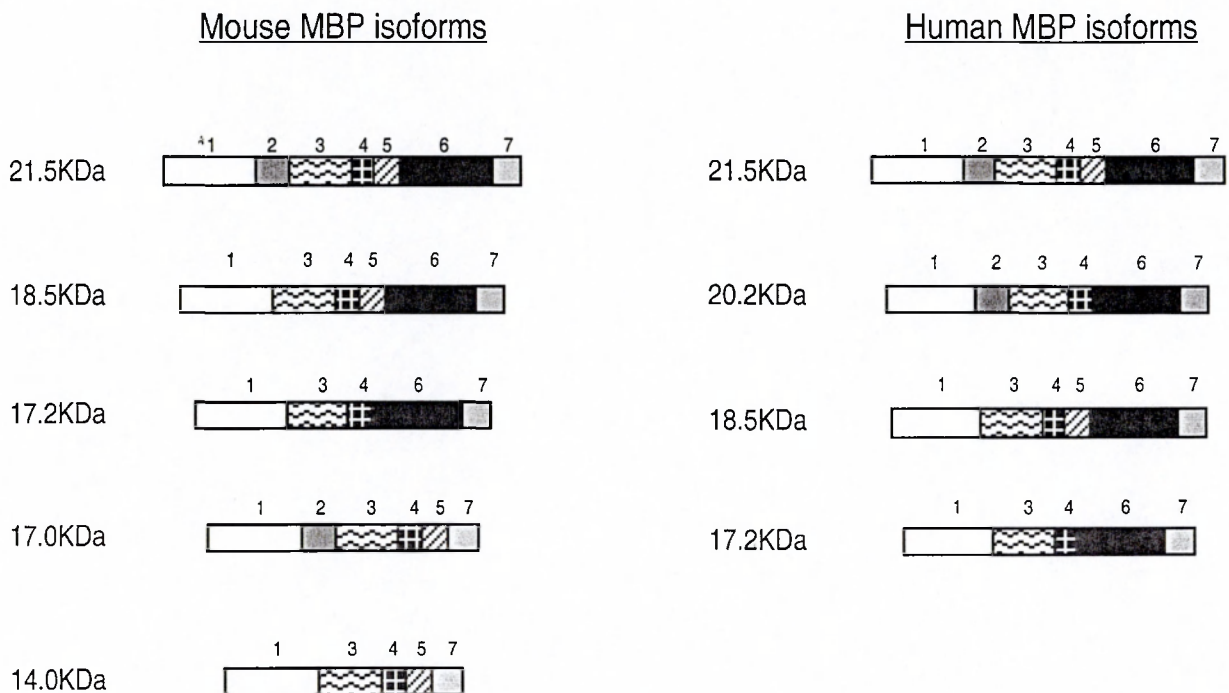 Mouse MBP isoforms
Human MBP isoforms
1 2 3 4 5 6 7
21.5KDa
1 2 3 4 5 6 7
21.5KDa
1 3 4 5 6 7
18.5KDa
1 2 3 4 6 7
20.2KDa
1 3 4 6 7
17.2KDa
1 3 4 5 6 7
18.5KDa
1 2 3 4 5 7
17.0KDa
1 3 4 6 7
17.2KDa
1 3 4 5 7
14.0KDa